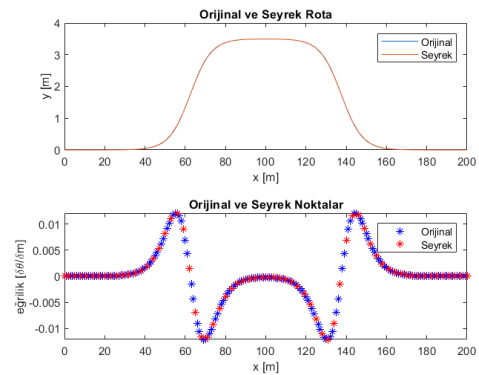 Orijinal ve Seyrek Rota
4
3
2
1
0
y [m]
Orijinal
Seyrek
0 20 40 60 80 100 120 140 160 180 200
x [m]
Orijinal ve Seyrek Noktalar
0.01
0.005
0
-0.005
-0.01
eğrilik [δθ/δm]
Orijinal
Seyrek
0 20 40 60 80 100 120 140 160 180 200
x [m]